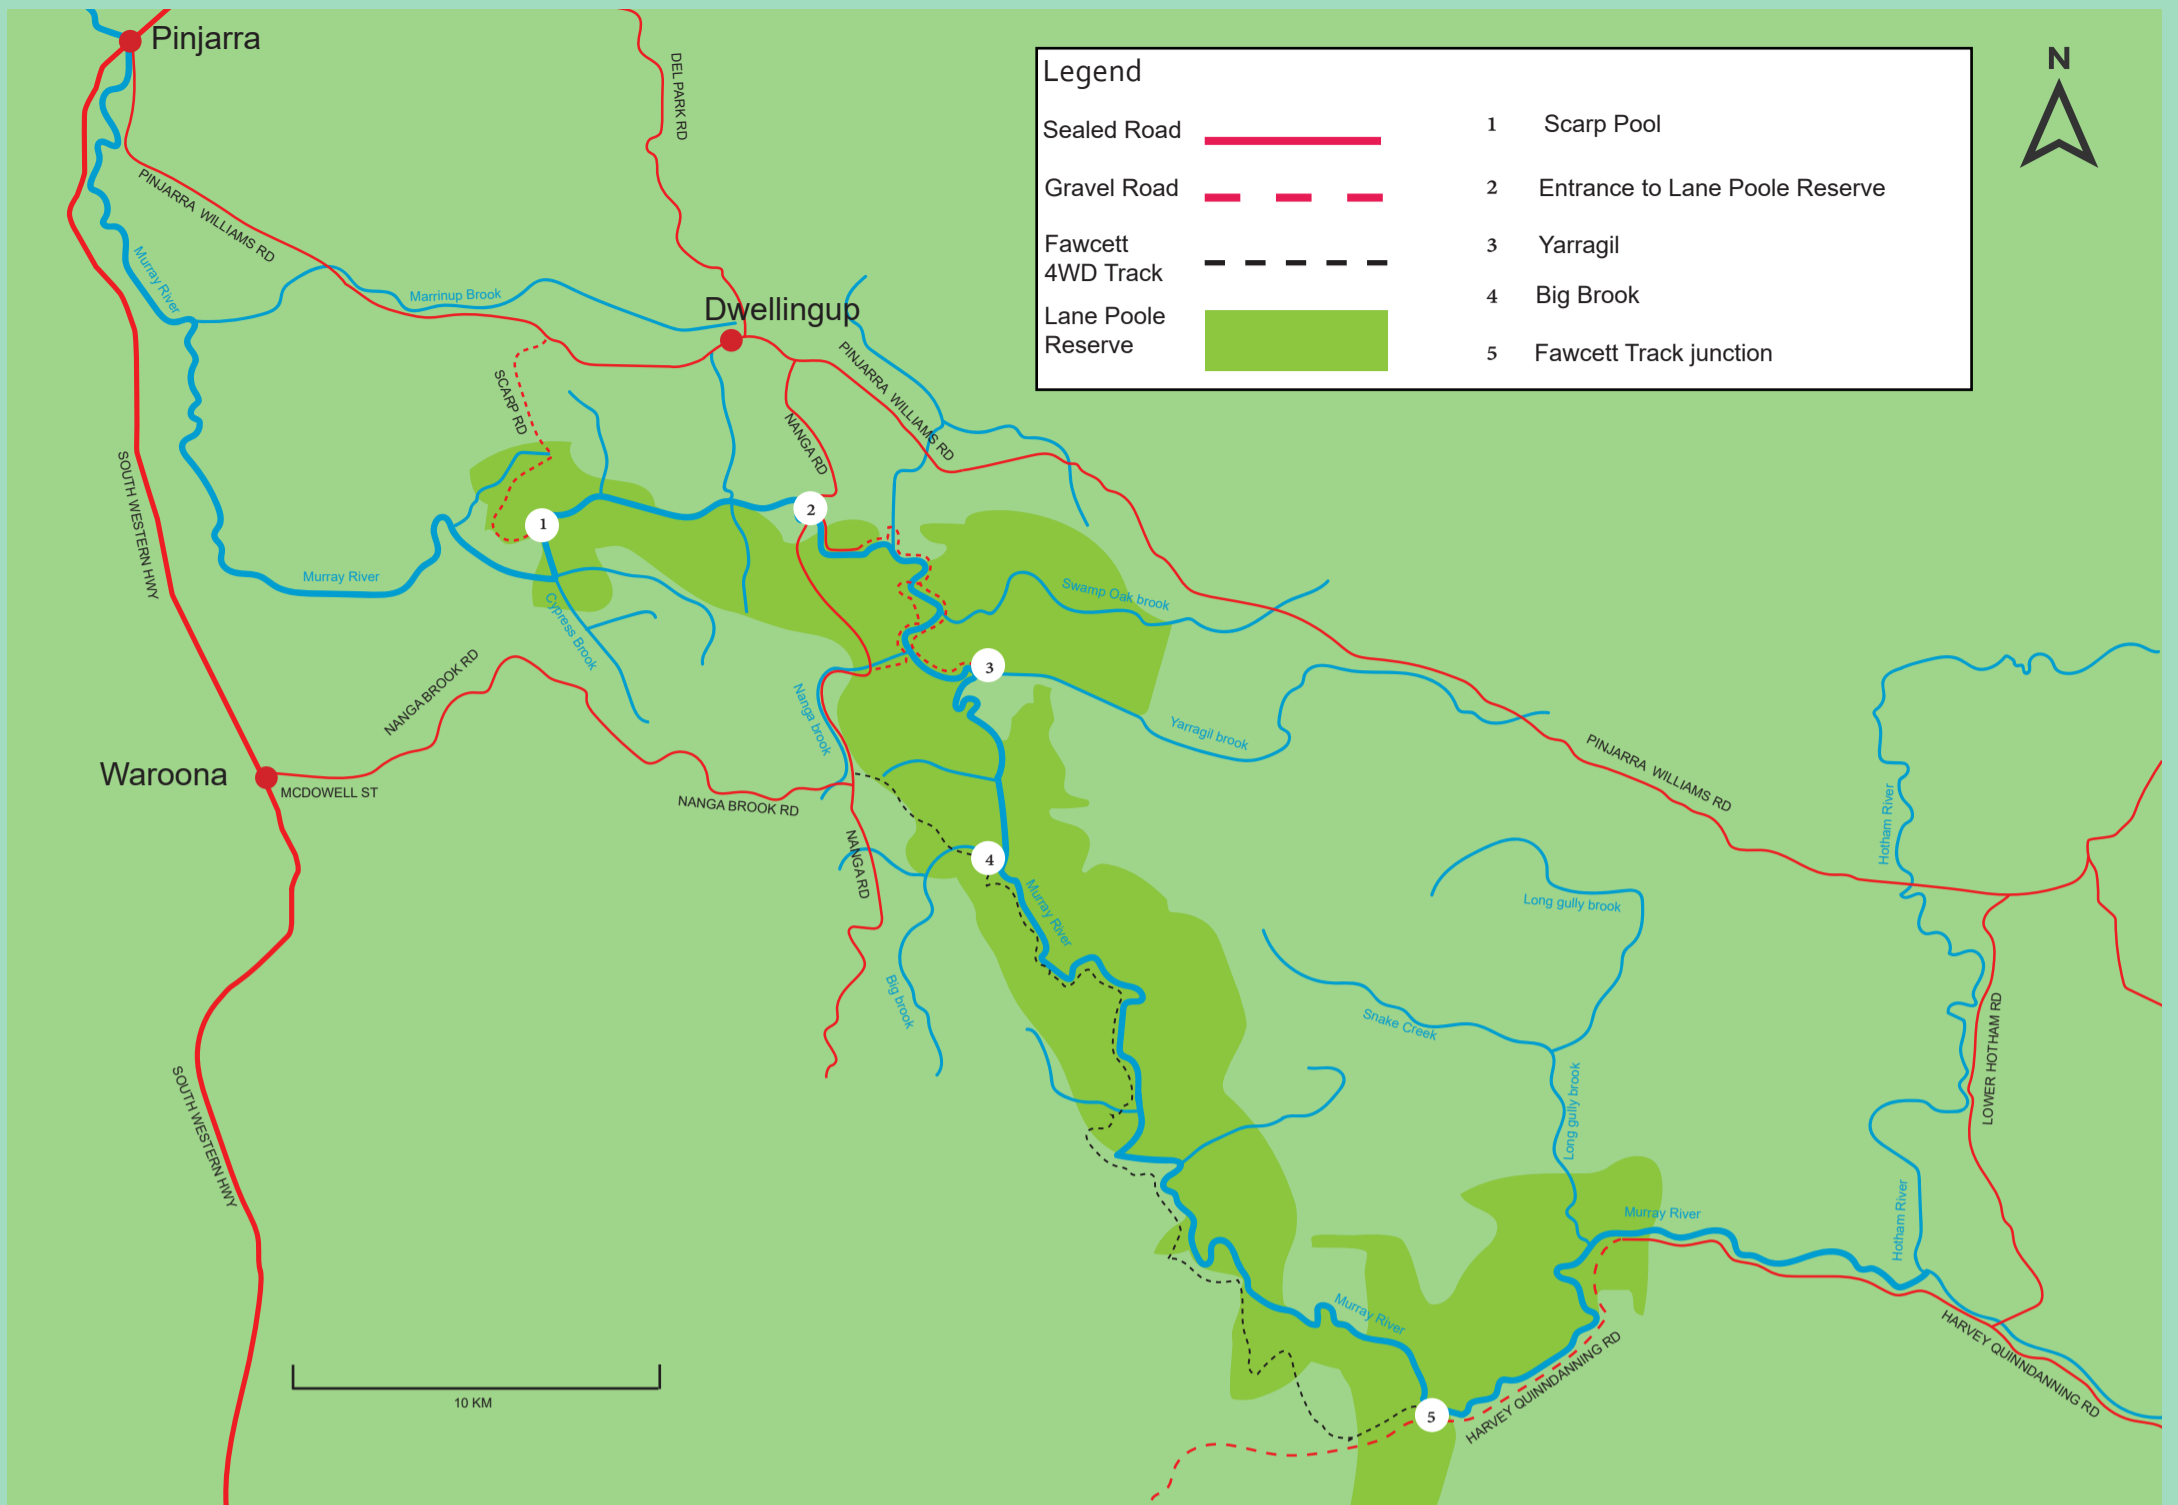 Pinjarra
DEL PARK RD
PINJARRA WILLIAMS RD
Murray River
Marrinup Brook
Dwellingup
PINJARRA WILLIAMS RD
SCARP RD
NANGA RD
SOUTH WESTERN HWY
Murray River
Cypress Brook
Swamp Oak brook
NANGA BROOK RD
Nanga brook
Yarragil brook
Waroona
MCDOWELL ST
NANGA BROOK RD
NANGA RD
PINJARRA WILLIAMS RD
Hotham River
Long gully brook
Murray River
Big brook
Snake Creek
LOWER HOTHAM RD
Long gully brook
SOUTH WESTERN HWY
Murray River
Hotham River
Murray River
HARVEY QUINNDANNING RD
HARVEY QUINNDANNING RD
10 KM
1
2
3
4
5
Legend
Sealed Road
Gravel Road
Fawcett
4WD Track
Lane Poole
Reserve
1 Scarp Pool
2 Entrance to Lane Poole Reserve
3 Yarragil
4 Big Brook
5 Fawcett Track junction
N